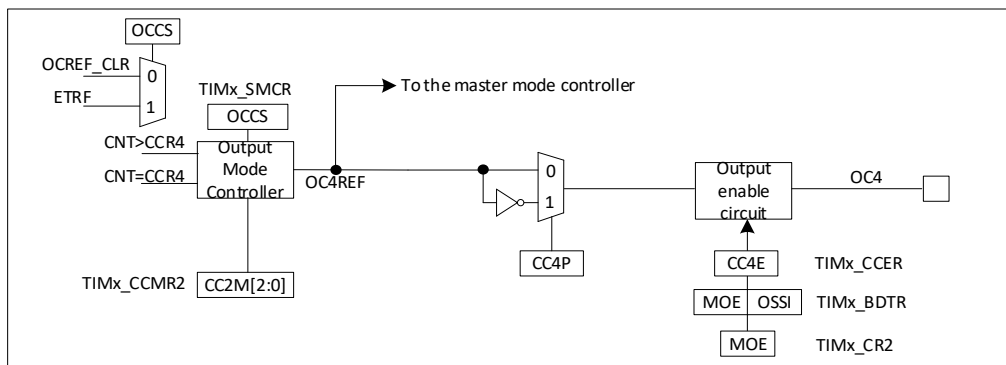 OCCS
OCREF_CLR
0
ETRF
1
TIMx_SMCR
To the master mode controller
OCCS
CNT>CCR4
CNT=CCR4
Output
Mode
Controller
OC4REF
0
1
Output
enable
circuit
OC4
CC4P
CC4E
TIMx_CCER
TIMx_CCMR2
CC2M[2:0]
MOE
OSSI
TIMx_BDTR
MOE
TIMx_CR2